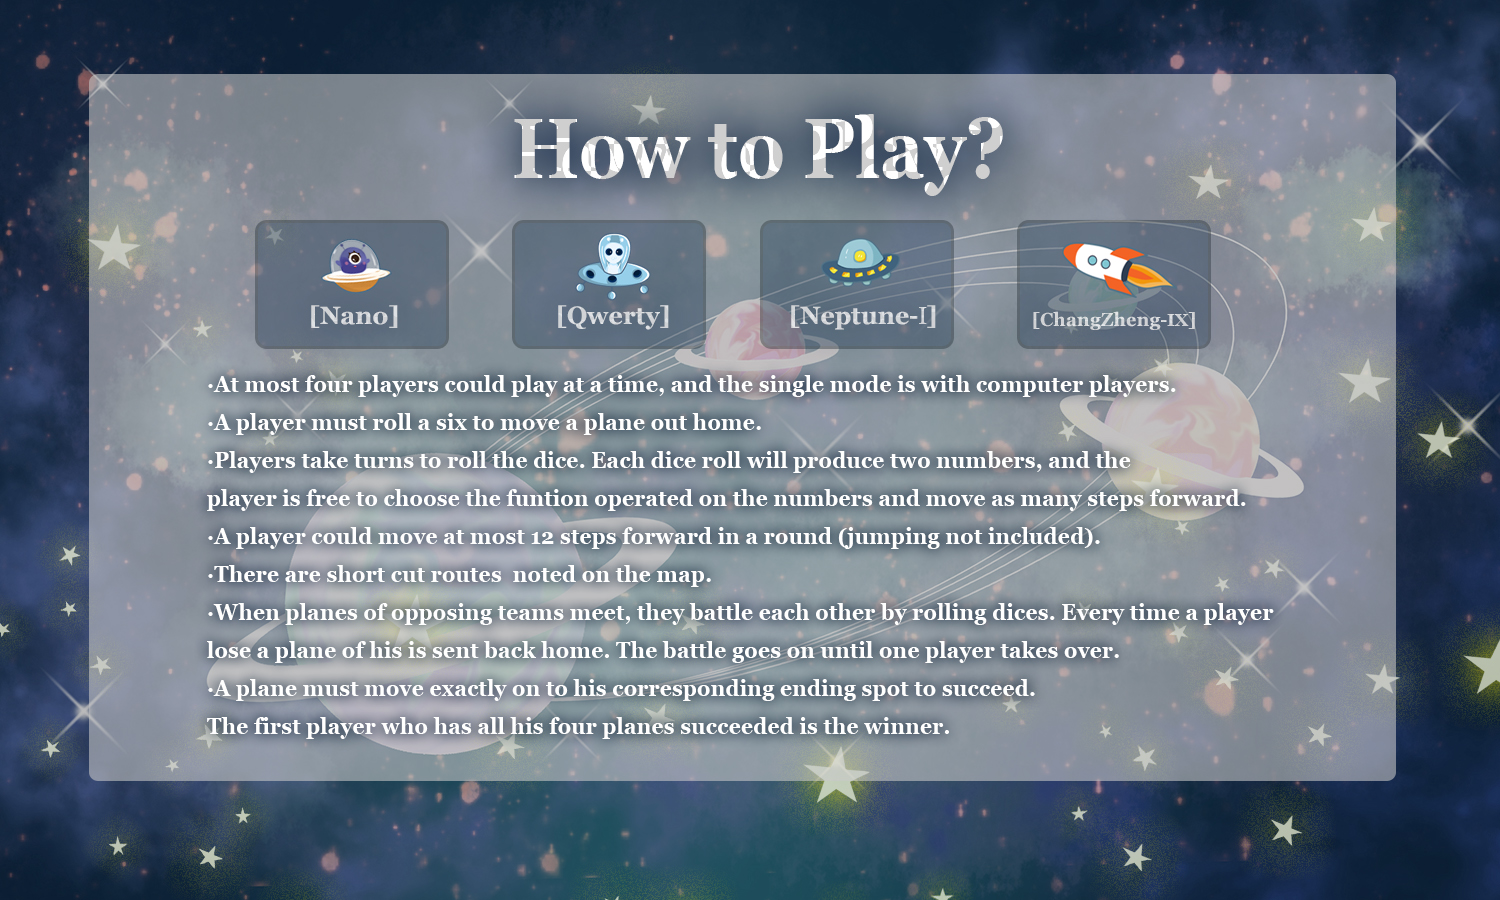 How to Play?
[Nano]
[Qwerty]
[Neptune-I]
[ChangZheng-IX]
·At most four players could play at a time, and the single mode is with computer players.
·A player must roll a six to move a plane out home.
·Players take turns to roll the dice. Each dice roll will produce two numbers, and the
player is free to choose the funtion operated on the numbers and move as many steps forward.
·A player could move at most 12 steps forward in a round (jumping not included).
·There are short cut routes  noted on the map.
·When planes of opposing teams meet, they battle each other by rolling dices. Every time a player
lose a plane of his is sent back home. The battle goes on until one player takes over.
·A plane must move exactly on to his corresponding ending spot to succeed.
The first player who has all his four planes succeeded is the winner.